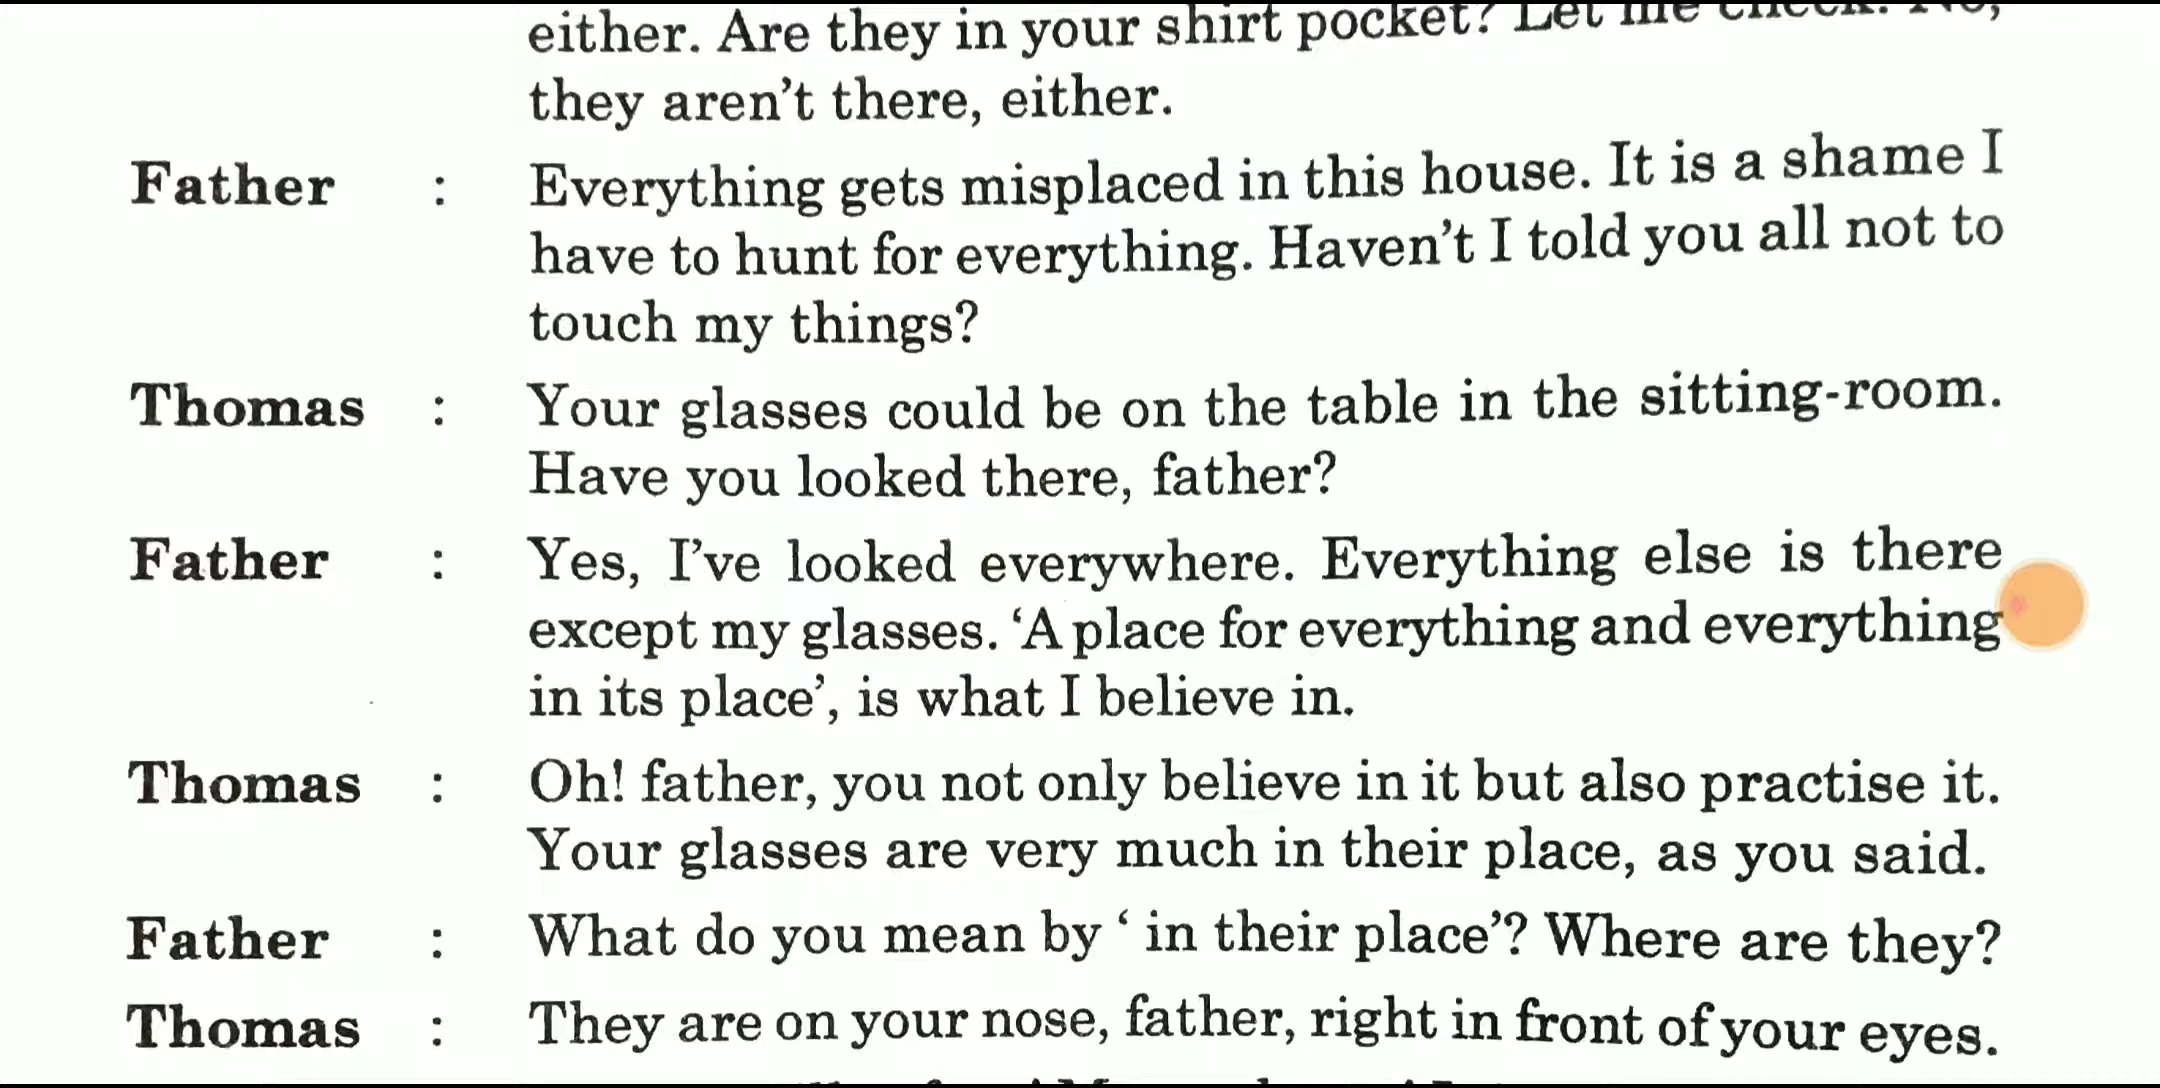 either. Are they in your shirt pocket? Let me check. No,
they aren't there, either.
Father : Everything gets misplaced in this house. It is a shame I
have to hunt for everything. Haven't I told you all not to
touch my things?
Thomas : Your glasses could be on the table in the sitting-room.
Have you looked there, father?
Father : Yes, I've looked everywhere. Everything else is there
except my glasses. ‘A place for everything and everything
in its place’, is what I believe in.
Thomas : Oh! father, you not only believe in it but also practise it.
Your glasses are very much in their place, as you said.
Father : What do you mean by ‘ in their place’? Where are they?
Thomas : They are on your nose, father, right in front of your eyes.